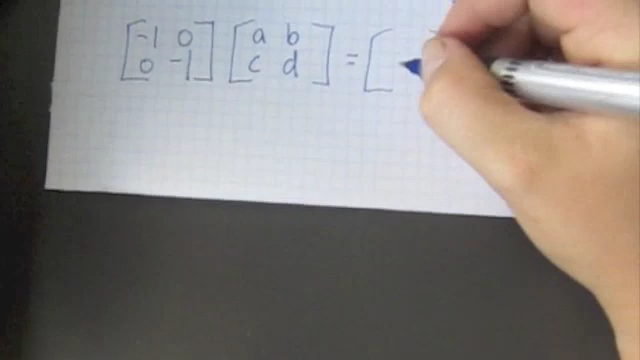 [-1 0] [a b] = [
[0 -1] [c d]